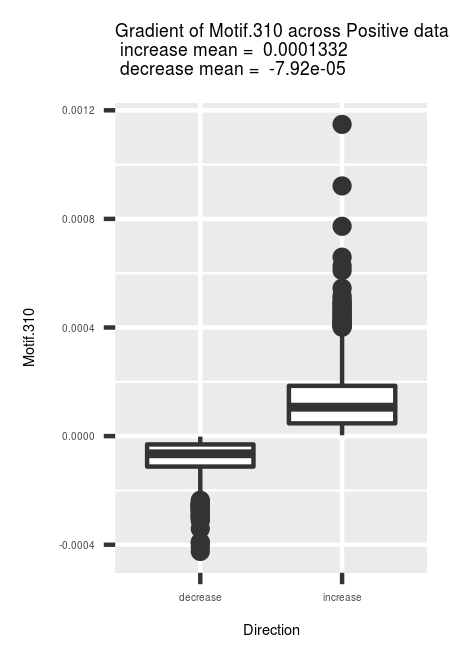 Gradient of Motif.310 across Positive data
increase mean =  0.0001332
decrease mean =  -7.92e-05
0.0012
0.0008
0.0004
0.0000
-0.0004
Motif.310
decrease
increase
Direction